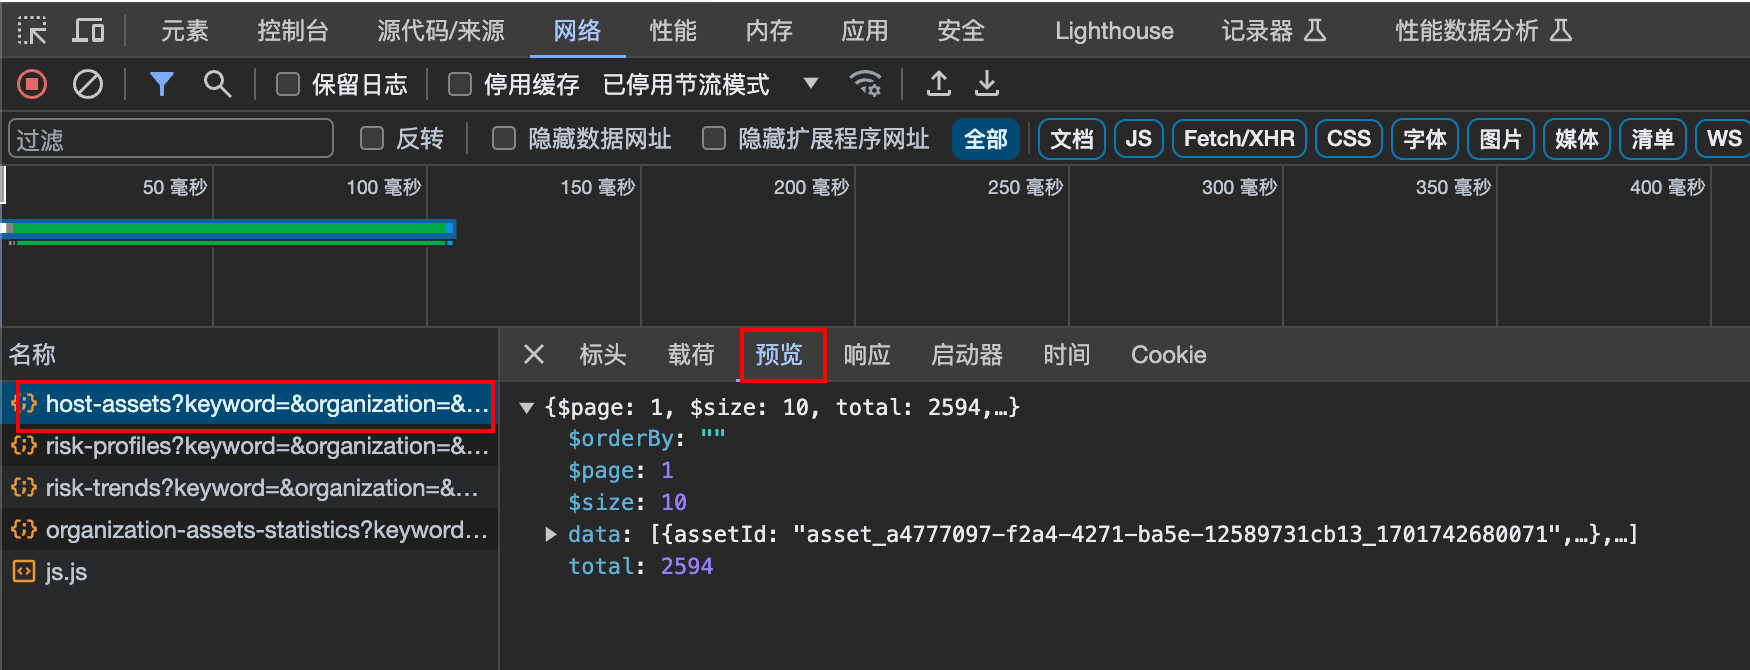 元素 控制台 源代码/来源 网络 性能 内存 应用 安全 Lighthouse 记录器 性能数据分析
保留日志 停用缓存 已停用节流模式
过滤 反转 隐藏数据网址 隐藏扩展程序网址 全部 文档 JS Fetch/XHR CSS 字体 图片 媒体 清单 WS
50 毫秒 100 毫秒 150 毫秒 200 毫秒 250 毫秒 300 毫秒 350 毫秒 400 毫秒
名称
host-assets?keyword=&organization=&…
risk-profiles?keyword=&organization=&…
risk-trends?keyword=&organization=&…
organization-assets-statistics?keyword…
js.js
标头 载荷 预览 响应 启动器 时间 Cookie
{$page: 1, $size: 10, total: 2594,…}
$orderBy: ""
$page: 1
$size: 10
data: [{assetId: "asset_a4777097-f2a4-4271-ba5e-12589731cb13_1701742680071",…},…]
total: 2594